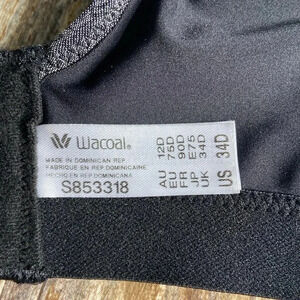 Wacoal®
MADE IN DOMINICAN REP.
FABRIQUE EN REP. DOMINICAINE
HECHO EN REP. DOMINICANA
S853318
AU 12D
EU 75D
FR 90D
JP E75
UK 34D
US 34D